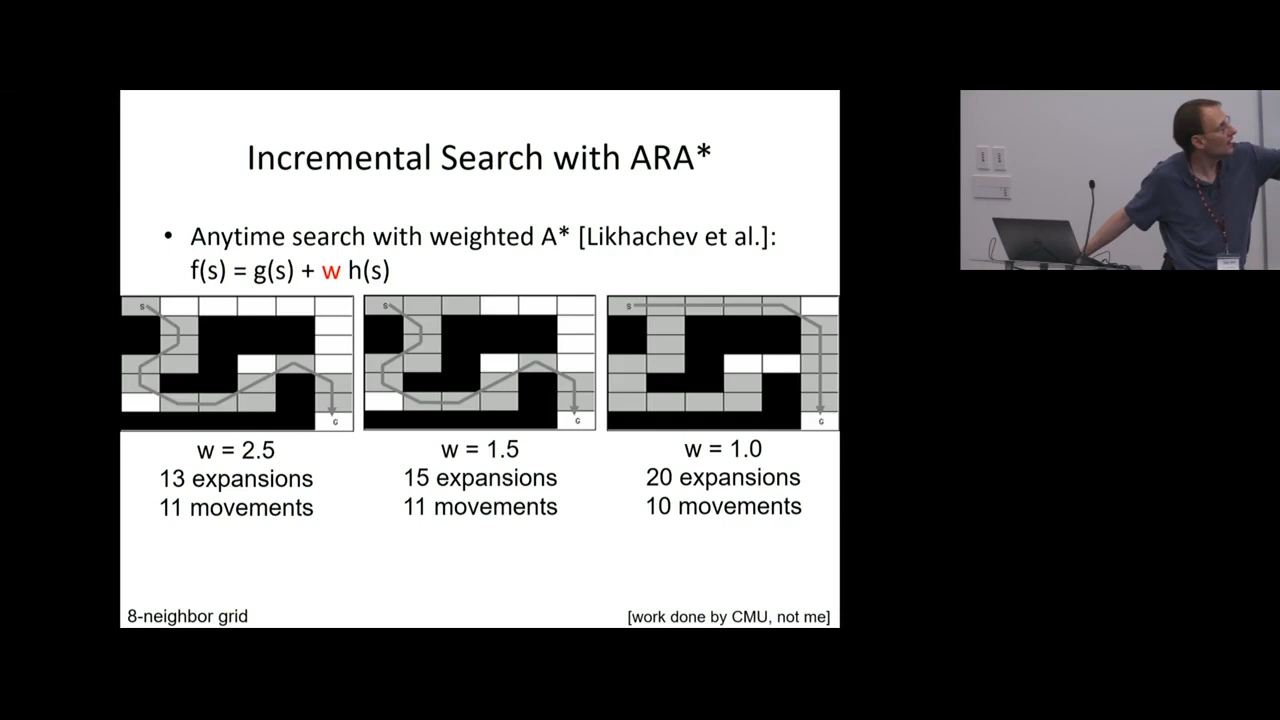 Incremental Search with ARA*
• Anytime search with weighted A* [Likhachev et al.]:
f(s) = g(s) + w h(s)
S
G
S
G
S
G
w = 2.5
13 expansions
11 movements
w = 1.5
15 expansions
11 movements
w = 1.0
20 expansions
10 movements
8-neighbor grid
[work done by CMU, not me]